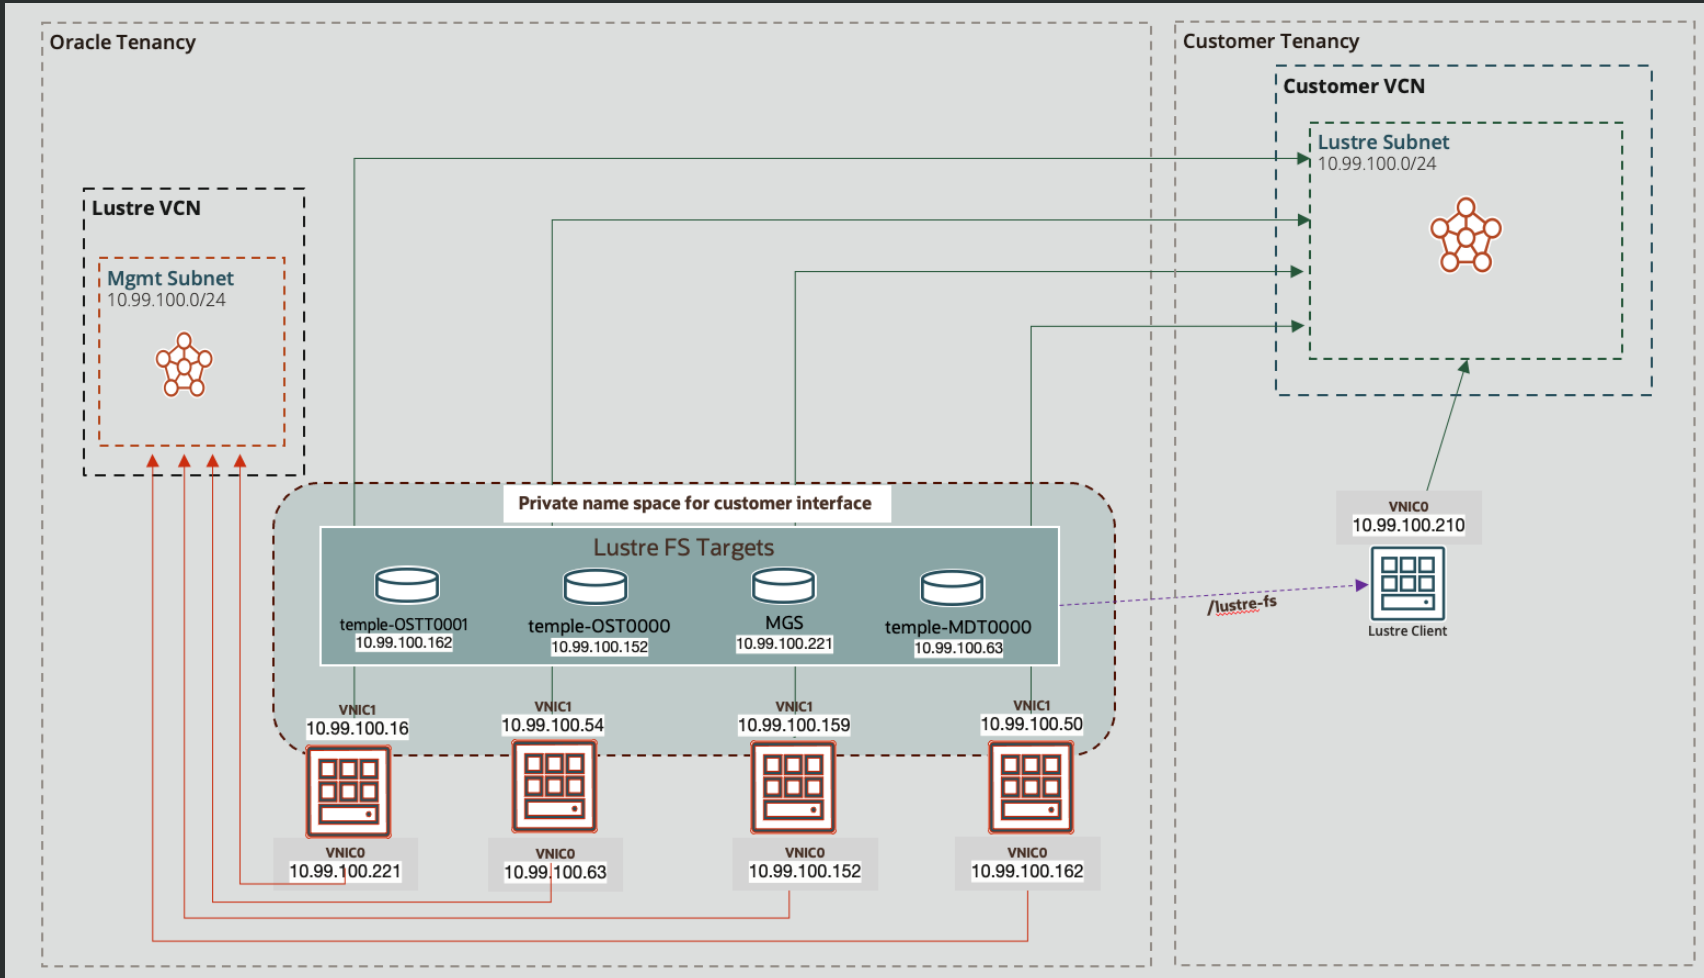 Oracle Tenancy
Customer Tenancy
Customer VCN
Lustre Subnet
10.99.100.0/24
Lustre VCN
Mgmt Subnet
10.99.100.0/24
Private name space for customer interface
Lustre FS Targets
temple-OSTT0001
10.99.100.162
temple-OST0000
10.99.100.152
MGS
10.99.100.221
temple-MDT0000
10.99.100.63
/lustre-fs
VNIC0
10.99.100.210
Lustre Client
VNIC1
10.99.100.16
VNIC1
10.99.100.54
VNIC1
10.99.100.159
VNIC1
10.99.100.50
VNIC0
10.99.100.221
VNIC0
10.99.100.63
VNIC0
10.99.100.152
VNIC0
10.99.100.162